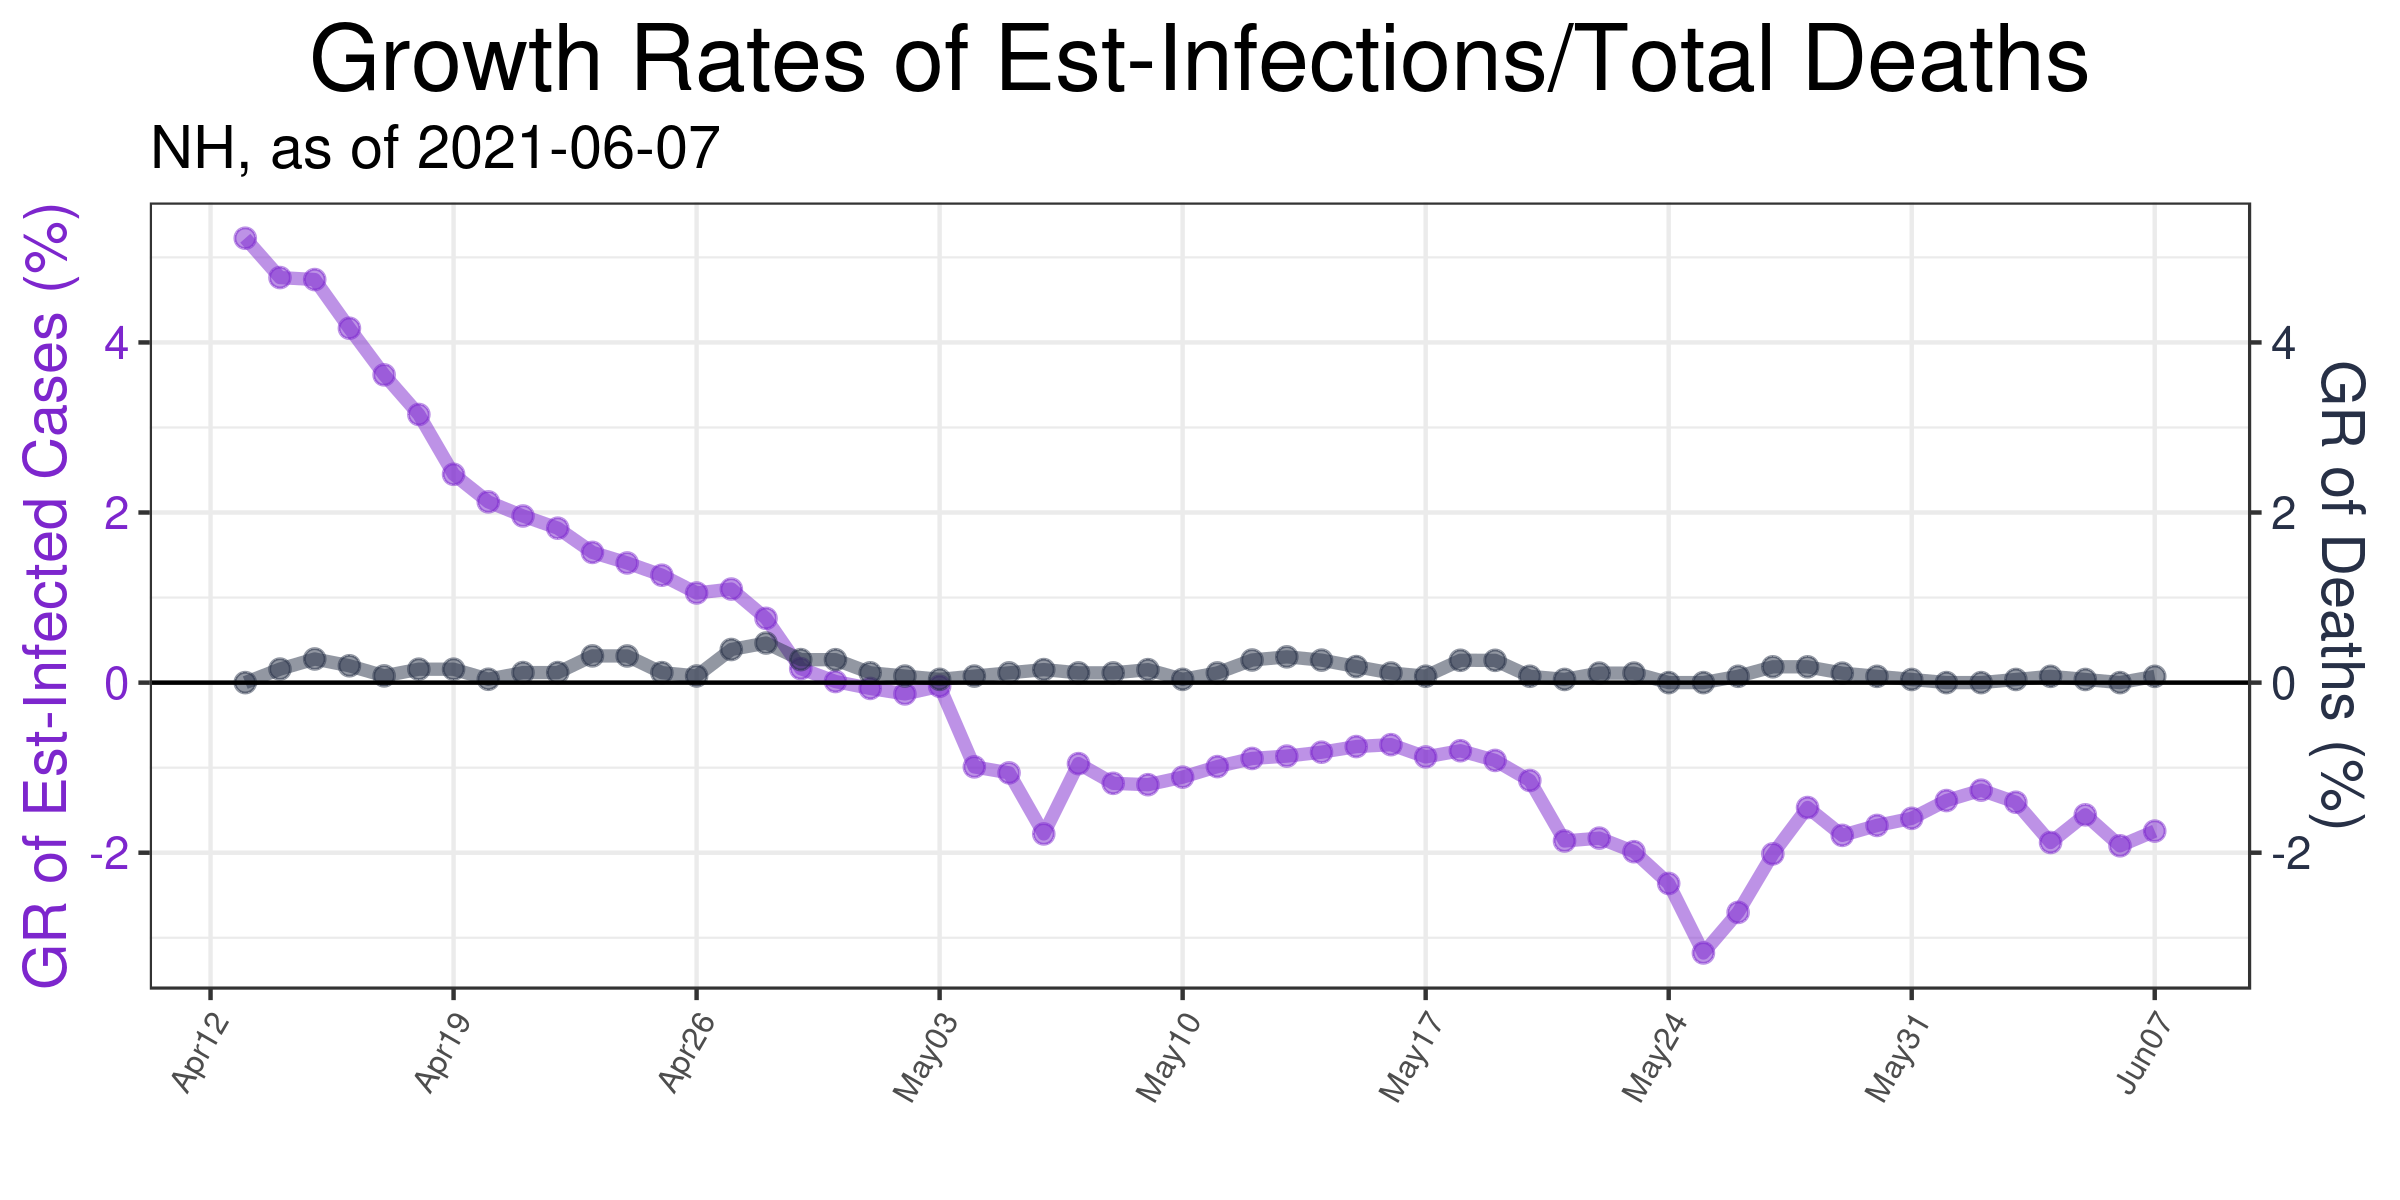 Growth Rates of Est-Infections/Total Deaths
NH, as of 2021-06-07
GR of Est-Infected Cases (%)
4
2
0
-2
4
2
0
-2
GR of Deaths (%)
Apr12
Apr19
Apr26
May03
May10
May17
May24
May31
Jun07